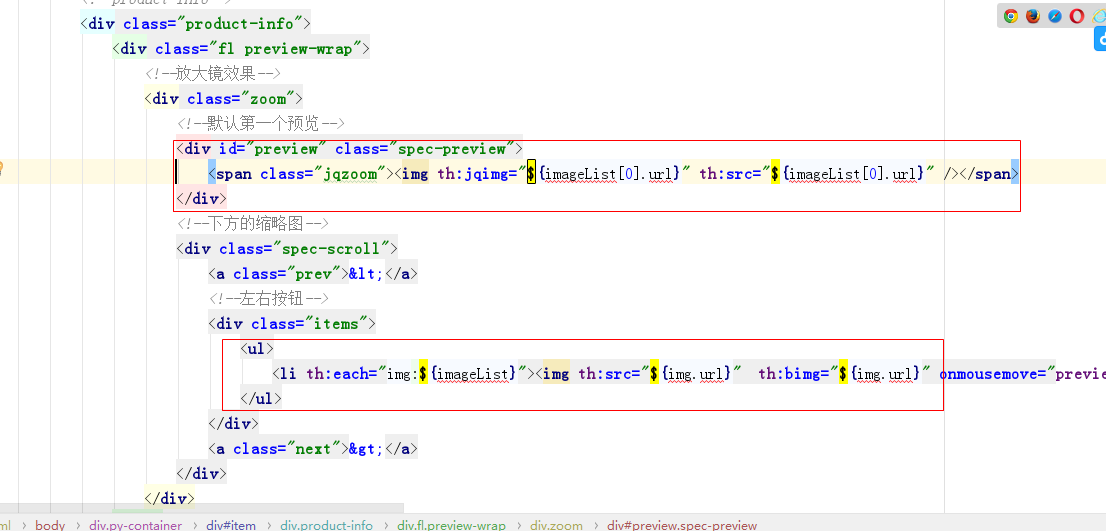 <div class="product-info">
<div class="fl preview-wrap">
<!--放大镜效果-->
<div class="zoom">
<!--默认第一个预览-->
<div id="preview" class="spec-preview">
<span class="jqzoom"><img th:jqimg="${imageList[0].url}" th:src="${imageList[0].url}" /></span>
</div>
<!--下方的缩略图-->
<div class="spec-scroll">
<a class="prev">&lt;</a>
<!--左右按钮-->
<div class="items">
<ul>
<li th:each="img:${imageList}"><img th:src="${img.url}"  th:bimg="${img.url}" onmousemove="previe
</ul>
</div>
<a class="next">&gt;</a>
</div>
</div>
ml › body › div.py-container › div#item › div.product-info › div.fl.preview-wrap › div.zoom › div#preview.spec-preview